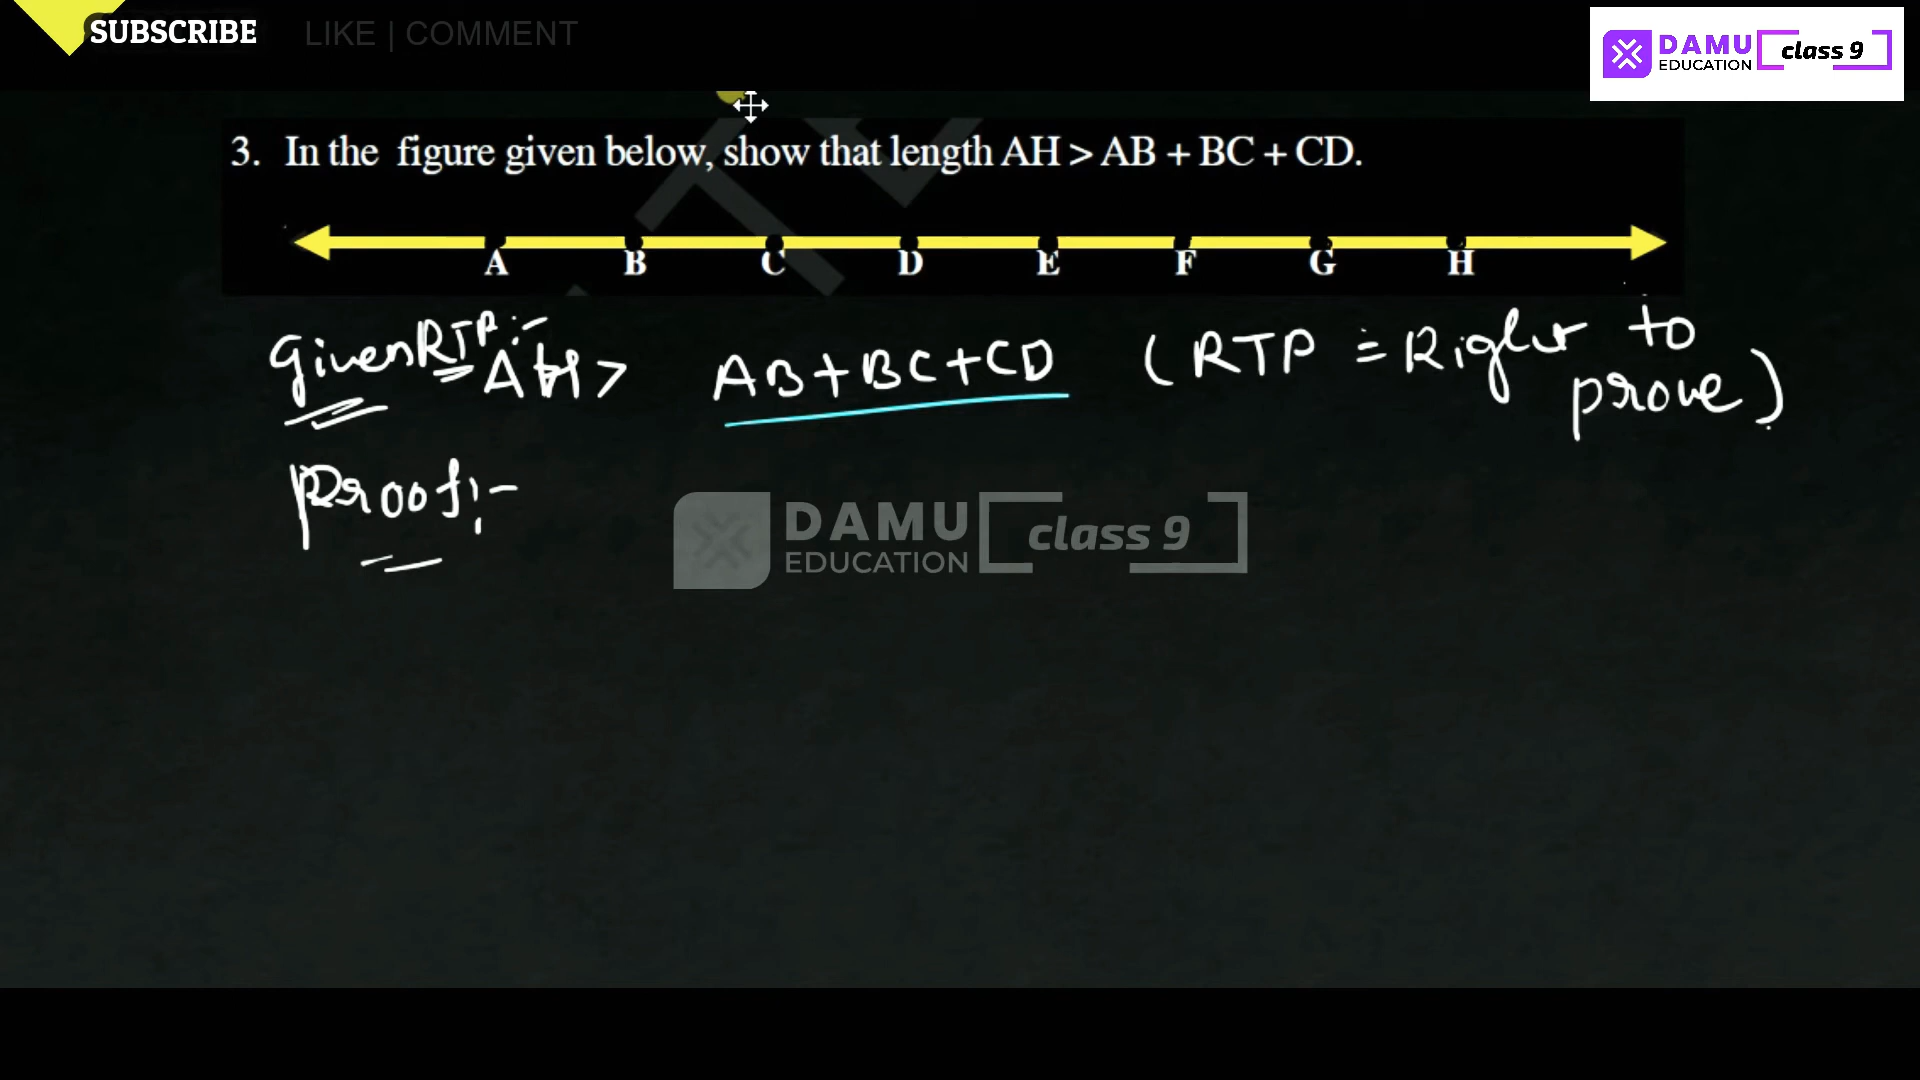 SUBSCRIBE LIKE | COMMENT
DAMU EDUCATION class 9
3. In the figure given below, show that length AH > AB + BC + CD.
A B C D E F G H
Given RTP:- AH > AB+BC+CD (RTP = Right to prove)
Proof:-
DAMU EDUCATION class 9